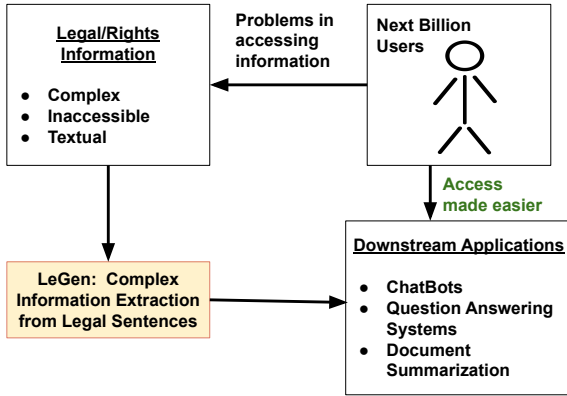 Legal/Rights
Information
● Complex
● Inaccessible
● Textual
Problems in
accessing
information
Next Billion
Users
Access
made easier
LeGen: Complex
Information Extraction
from Legal Sentences
Downstream Applications
● ChatBots
● Question Answering
Systems
● Document
Summarization